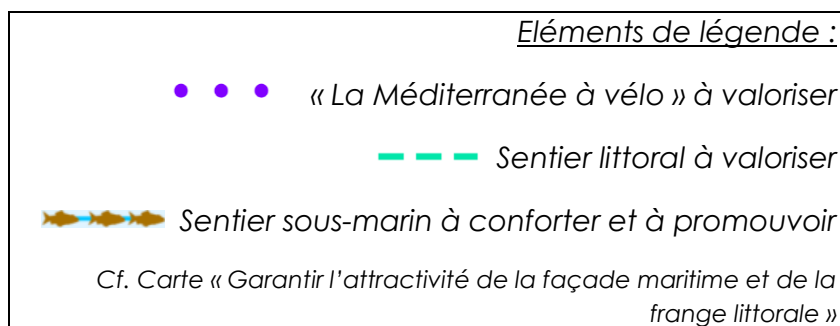 Eléments de légende :
« La Méditerranée à vélo » à valoriser
Sentier littoral à valoriser
Sentier sous-marin à conforter et à promouvoir
Cf. Carte « Garantir l’attractivité de la façade maritime et de la
frange littorale »